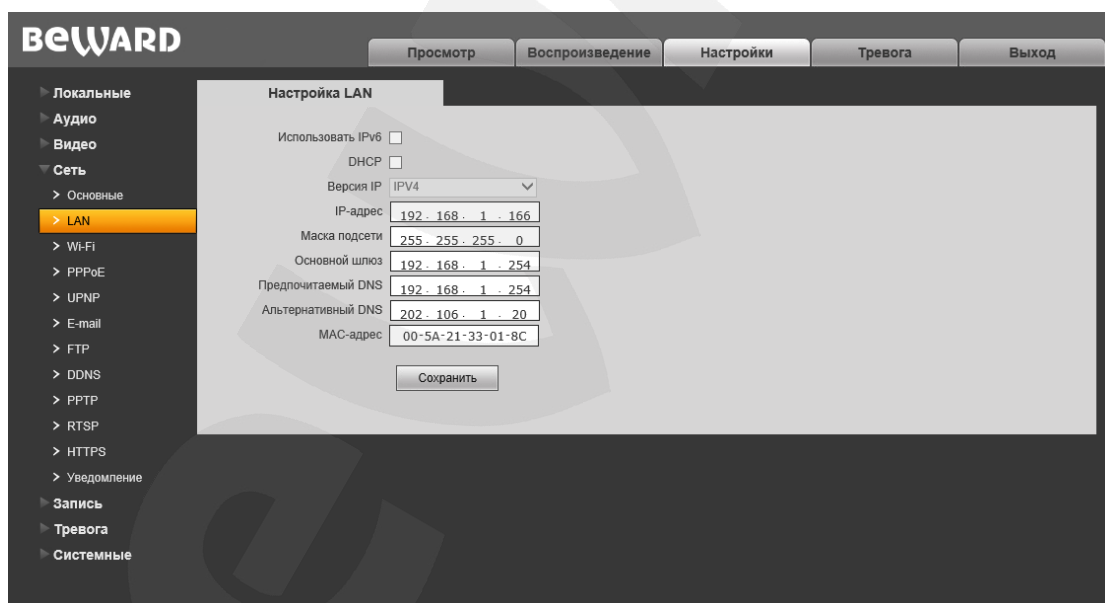 BEWARD
Просмотр Воспроизведение Настройки Тревога Выход
Локальные
Аудио
Видео
Сеть
Основные
LAN
Wi-Fi
PPPoE
UPNP
E-mail
FTP
DDNS
PPTP
RTSP
HTTPS
Уведомление
Запись
Тревога
Системные
Настройка LAN
Использовать IPv6
DHCP
Версия IP IPV4
IP-адрес 192 . 168 . 1 . 166
Маска подсети 255 . 255 . 255 . 0
Основной шлюз 192 . 168 . 1 . 254
Предпочитаемый DNS 192 . 168 . 1 . 254
Альтернативный DNS 202 . 106 . 1 . 20
МАС-адрес 00-5A-21-33-01-8C
Сохранить